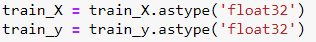 train_X = train_X.astype('float32')
train_y = train_y.astype('float32')